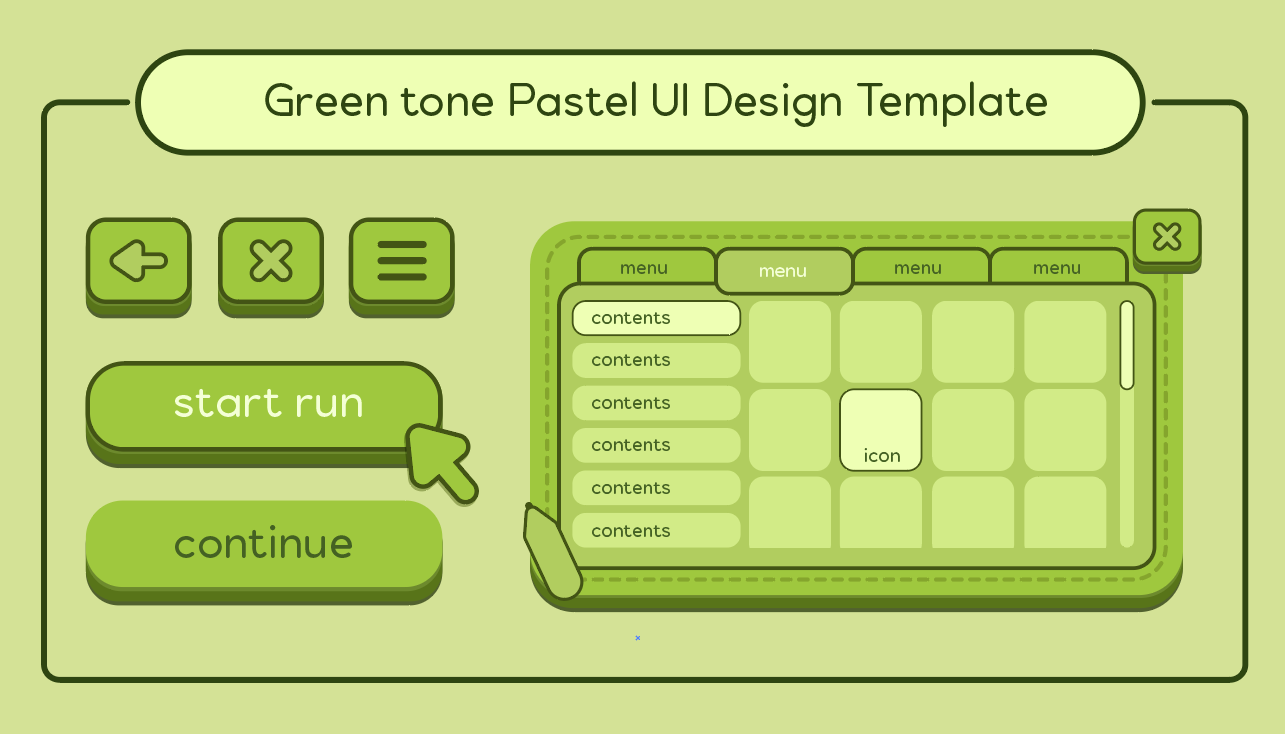 Green tone Pastel UI Design Template
start run
continue
menu
menu
menu
menu
contents
contents
contents
contents
contents
contents
icon